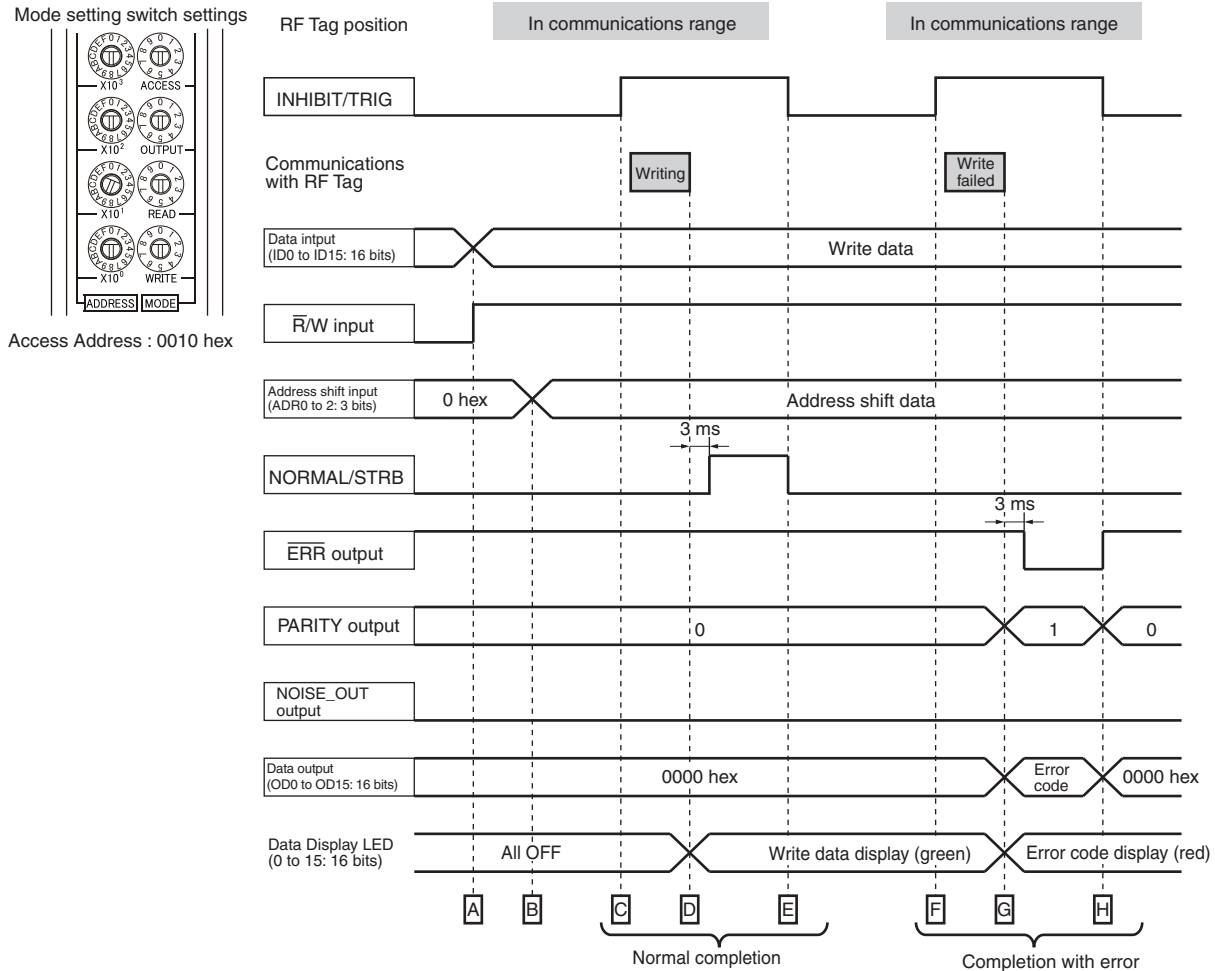 Mode setting switch settings
X10³ ACCESS
X10² OUTPUT
X10¹ READ
X10⁰ WRITE
ADDRESS MODE
Access Address : 0010 hex
RF Tag position
In communications range
In communications range
INHIBIT/TRIG
Communications
with RF Tag
Writing
Write
failed
Data intput
(ID0 to ID15: 16 bits)
Write data
R̅/W input
Address shift input
(ADR0 to 2: 3 bits)
0 hex
Address shift data
3 ms
NORMAL/STRB
3 ms
E̅R̅R̅ output
PARITY output
0
1
0
NOISE_OUT
output
Data output
(OD0 to OD15: 16 bits)
0000 hex
Error
code
0000 hex
Data Display LED
(0 to 15: 16 bits)
All OFF
Write data display (green)
Error code display (red)
A B C D E F G H
Normal completion
Completion with error